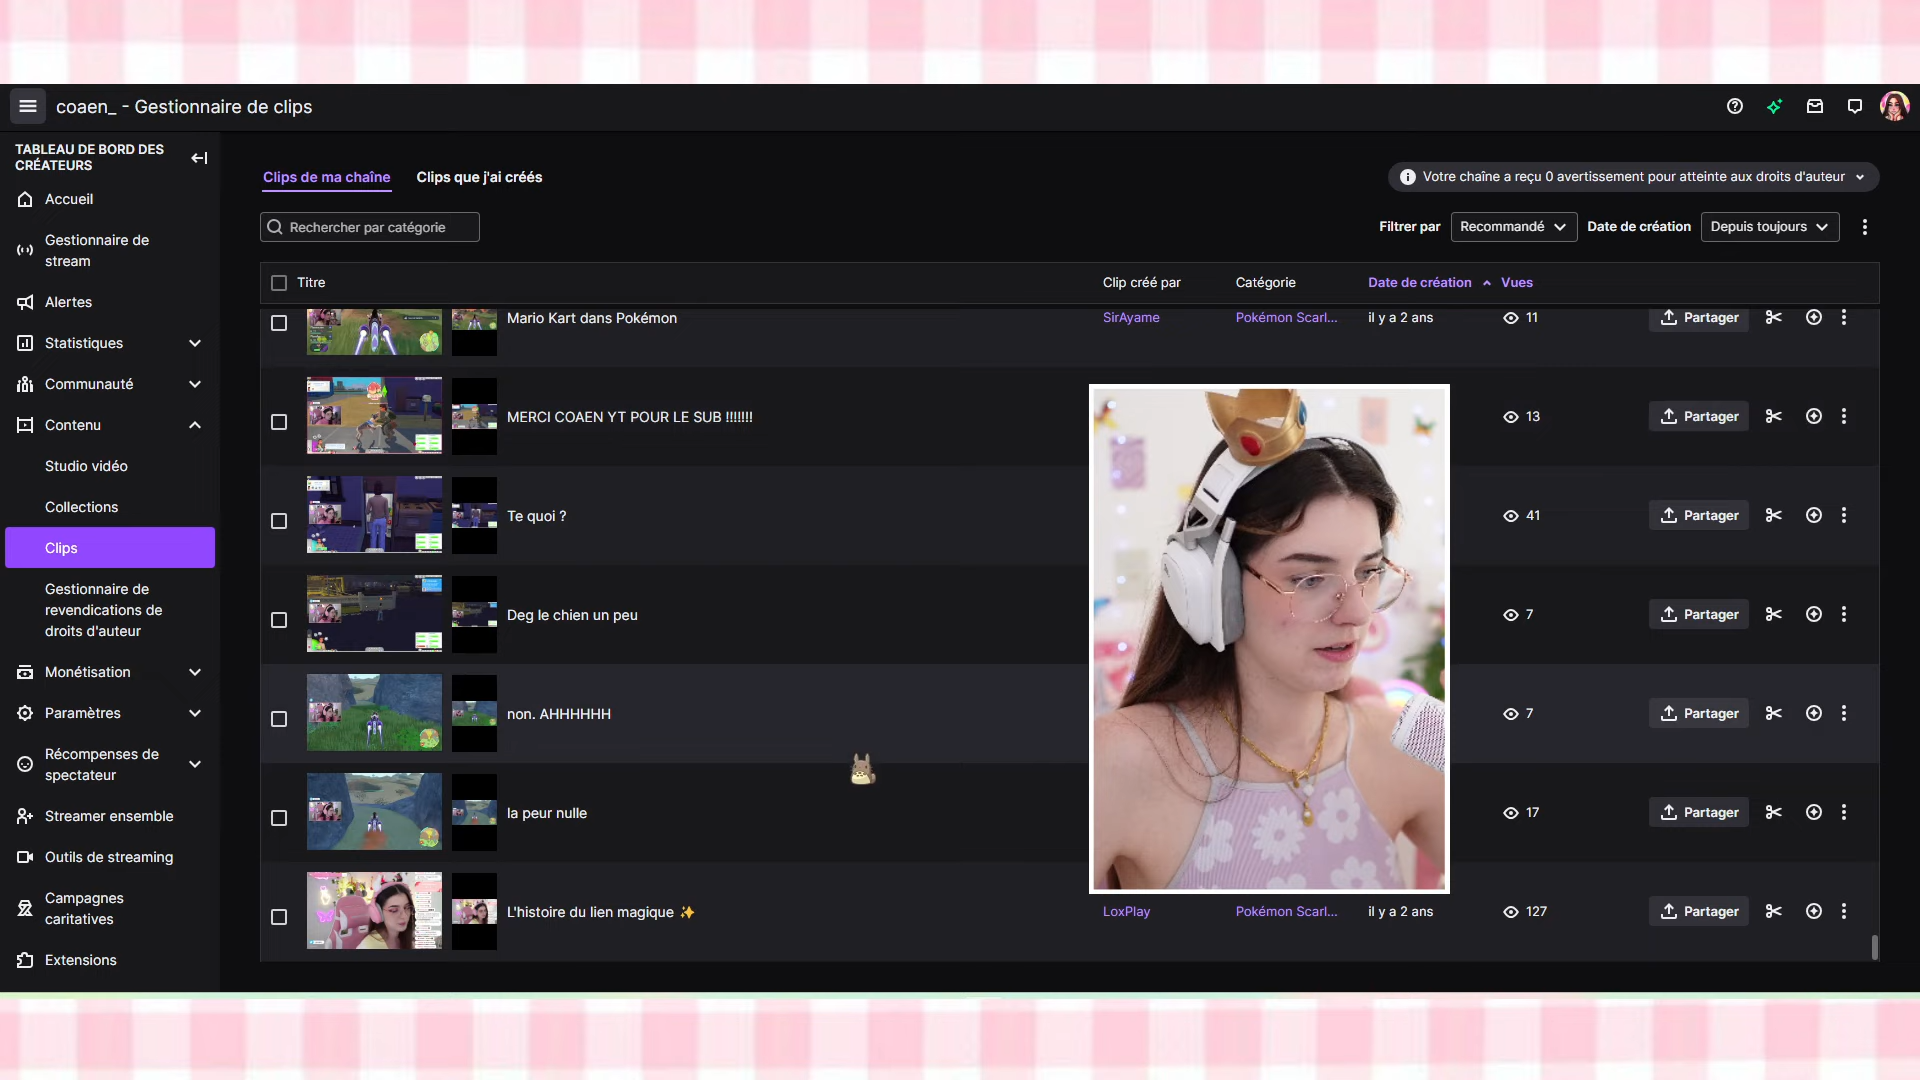 coaen_ - Gestionnaire de clips
TABLEAU DE BORD DES
CRÉATEURS
Accueil
Gestionnaire de
stream
Alertes
Statistiques
Communauté
Contenu
Studio vidéo
Collections
Clips
Gestionnaire de
revendications de
droits d'auteur
Monétisation
Paramètres
Récompenses de
spectateur
Streamer ensemble
Outils de streaming
Campagnes
caritatives
Extensions
Clips de ma chaîne
Clips que j'ai créés
Votre chaîne a reçu 0 avertissement pour atteinte aux droits d'auteur
Rechercher par catégorie
Filtrer par
Recommandé
Date de création
Depuis toujours
Titre
Clip créé par
Catégorie
Date de création
Vues
Mario Kart dans Pokémon
SirAyame
Pokémon Scarl...
il y a 2 ans
11
Partager
MERCI COAEN YT POUR LE SUB !!!!!!!
13
Partager
Te quoi ?
41
Partager
Deg le chien un peu
7
Partager
non. AHHHHHH
7
Partager
la peur nulle
17
Partager
L'histoire du lien magique ✨
LoxPlay
Pokémon Scarl...
il y a 2 ans
127
Partager